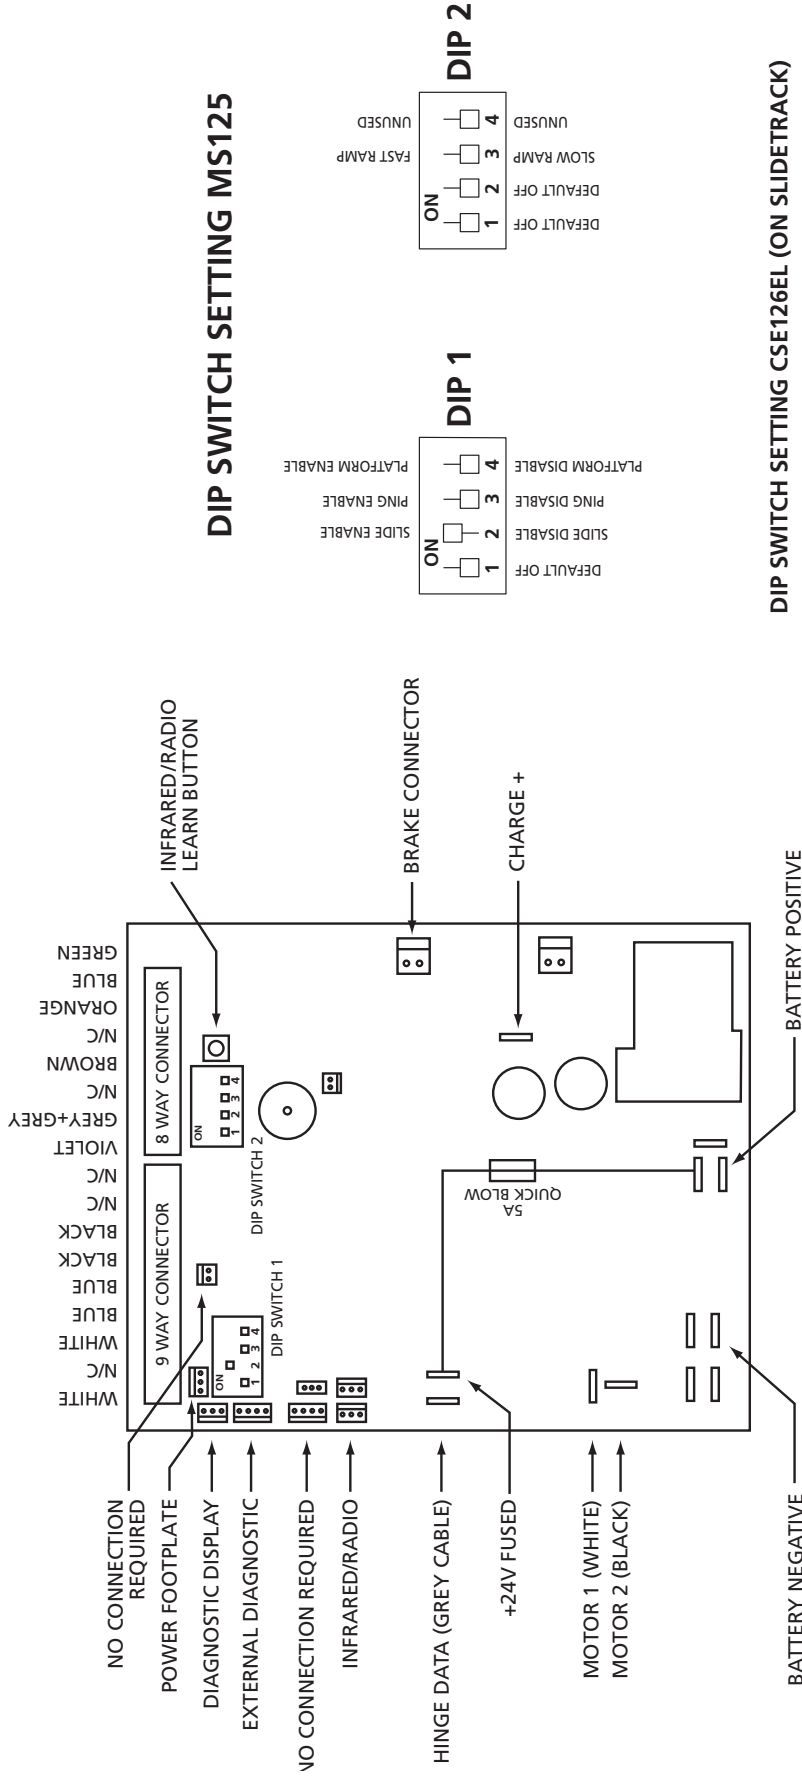 DIP SWITCH SETTING MS125
DIP 1
PLATFORM ENABLE
PING ENABLE
SLIDE ENABLE
ON
1 2 3 4
DEFAULT OFF
SLIDE DISABLE
PING DISABLE
PLATFORM DISABLE
DIP 2
UNUSED
FAST RAMP
ON
1 2 3 4
DEFAULT OFF
DEFAULT OFF
SLOW RAMP
UNUSED
DIP SWITCH SETTING CSE126EL (ON SLIDETRACK)
WHITE
N/C
WHITE
BLUE
BLUE
BLACK
BLACK
N/C
N/C
VIOLET
GREY+GREY
N/C
BROWN
N/C
ORANGE
BLUE
GREEN
9 WAY CONNECTOR
8 WAY CONNECTOR
INFRARED/RADIO
LEARN BUTTON
ON
1 2 3 4
DIP SWITCH 1
ON
1 2 3 4
DIP SWITCH 2
NO CONNECTION
REQUIRED
POWER FOOTPLATE
DIAGNOSTIC DISPLAY
EXTERNAL DIAGNOSTIC
NO CONNECTION REQUIRED
INFRARED/RADIO
HINGE DATA (GREY CABLE)
+24V FUSED
MOTOR 1 (WHITE)
MOTOR 2 (BLACK)
BATTERY NEGATIVE
BRAKE CONNECTOR
CHARGE +
5A
QUICK BLOW
BATTERY POSITIVE